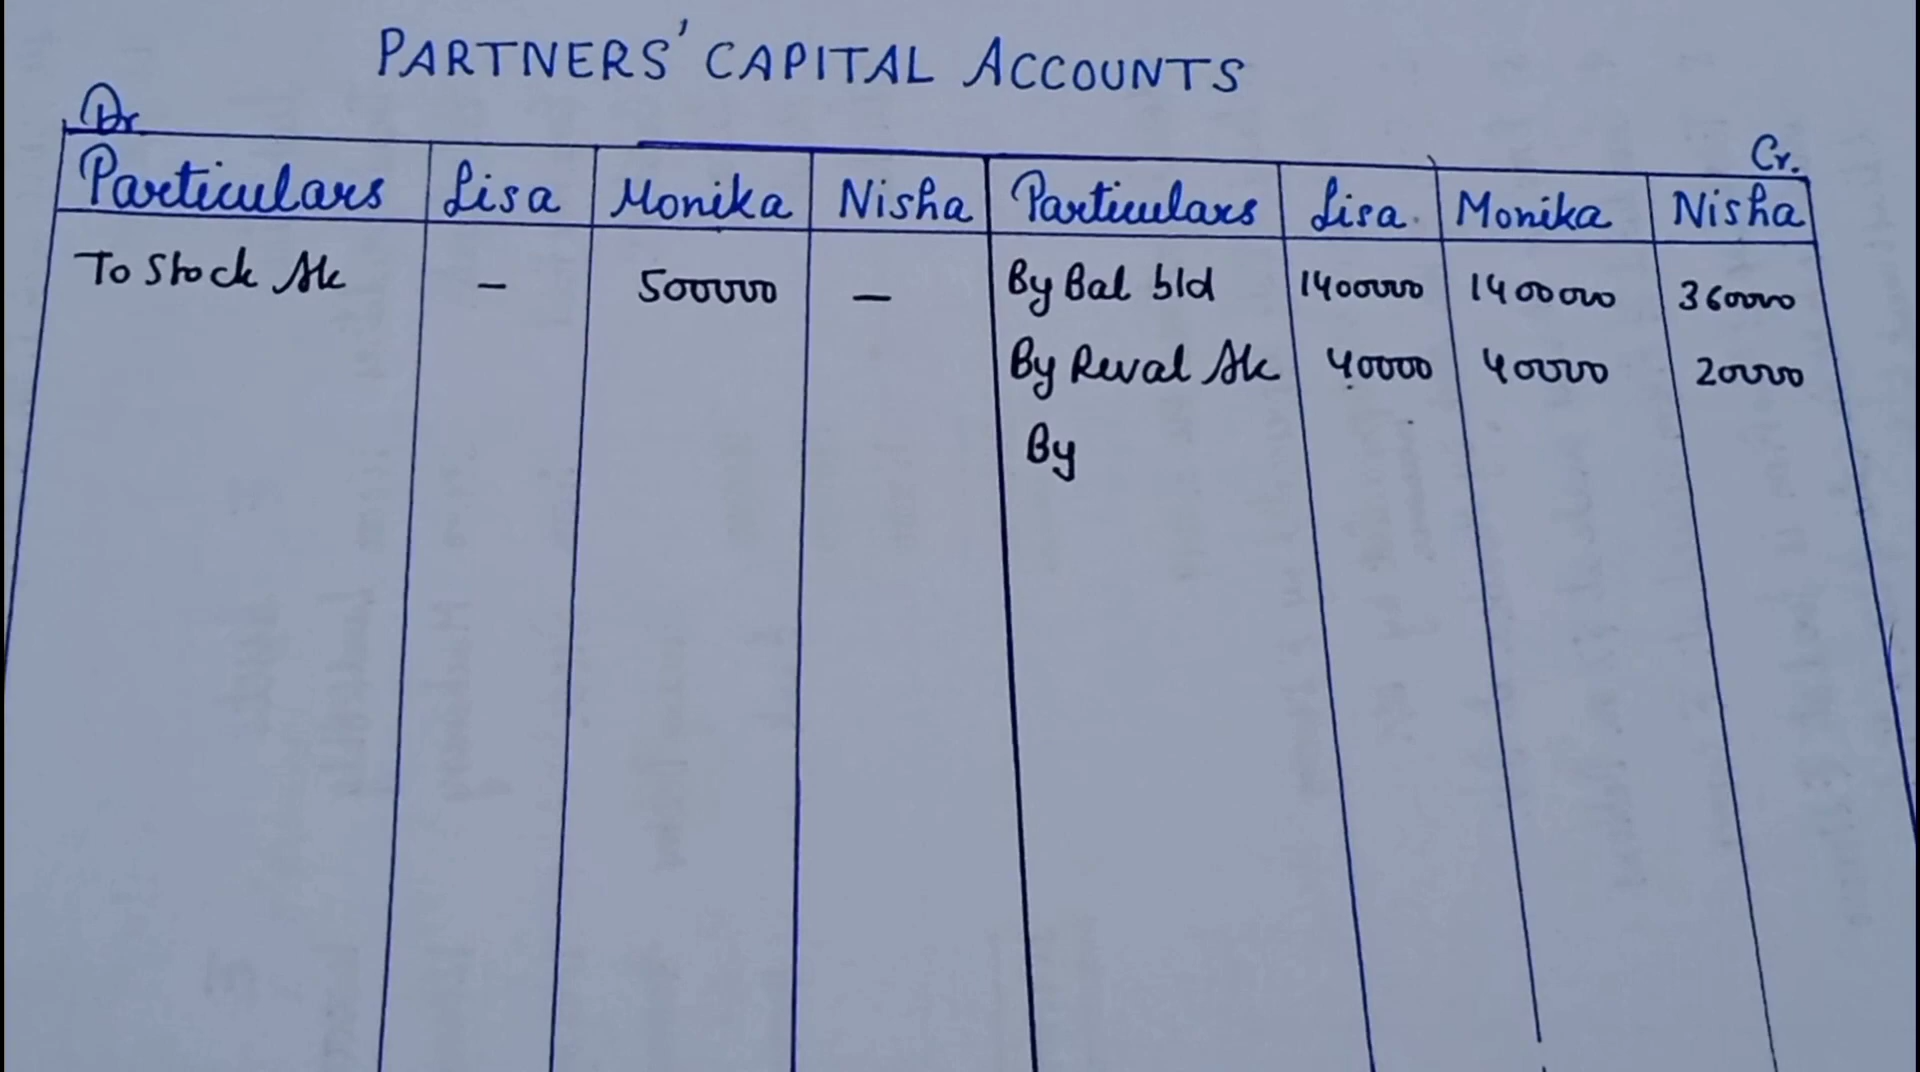 PARTNERS' CAPITAL ACCOUNTS
Dr Cr.
Particulars Lisa Monika Nisha Particulars Lisa. Monika Nisha
To Stock A/c - 500000 - By Bal b/d 1400000 1400000 360000
By Reval A/c 40000 40000 20000
By